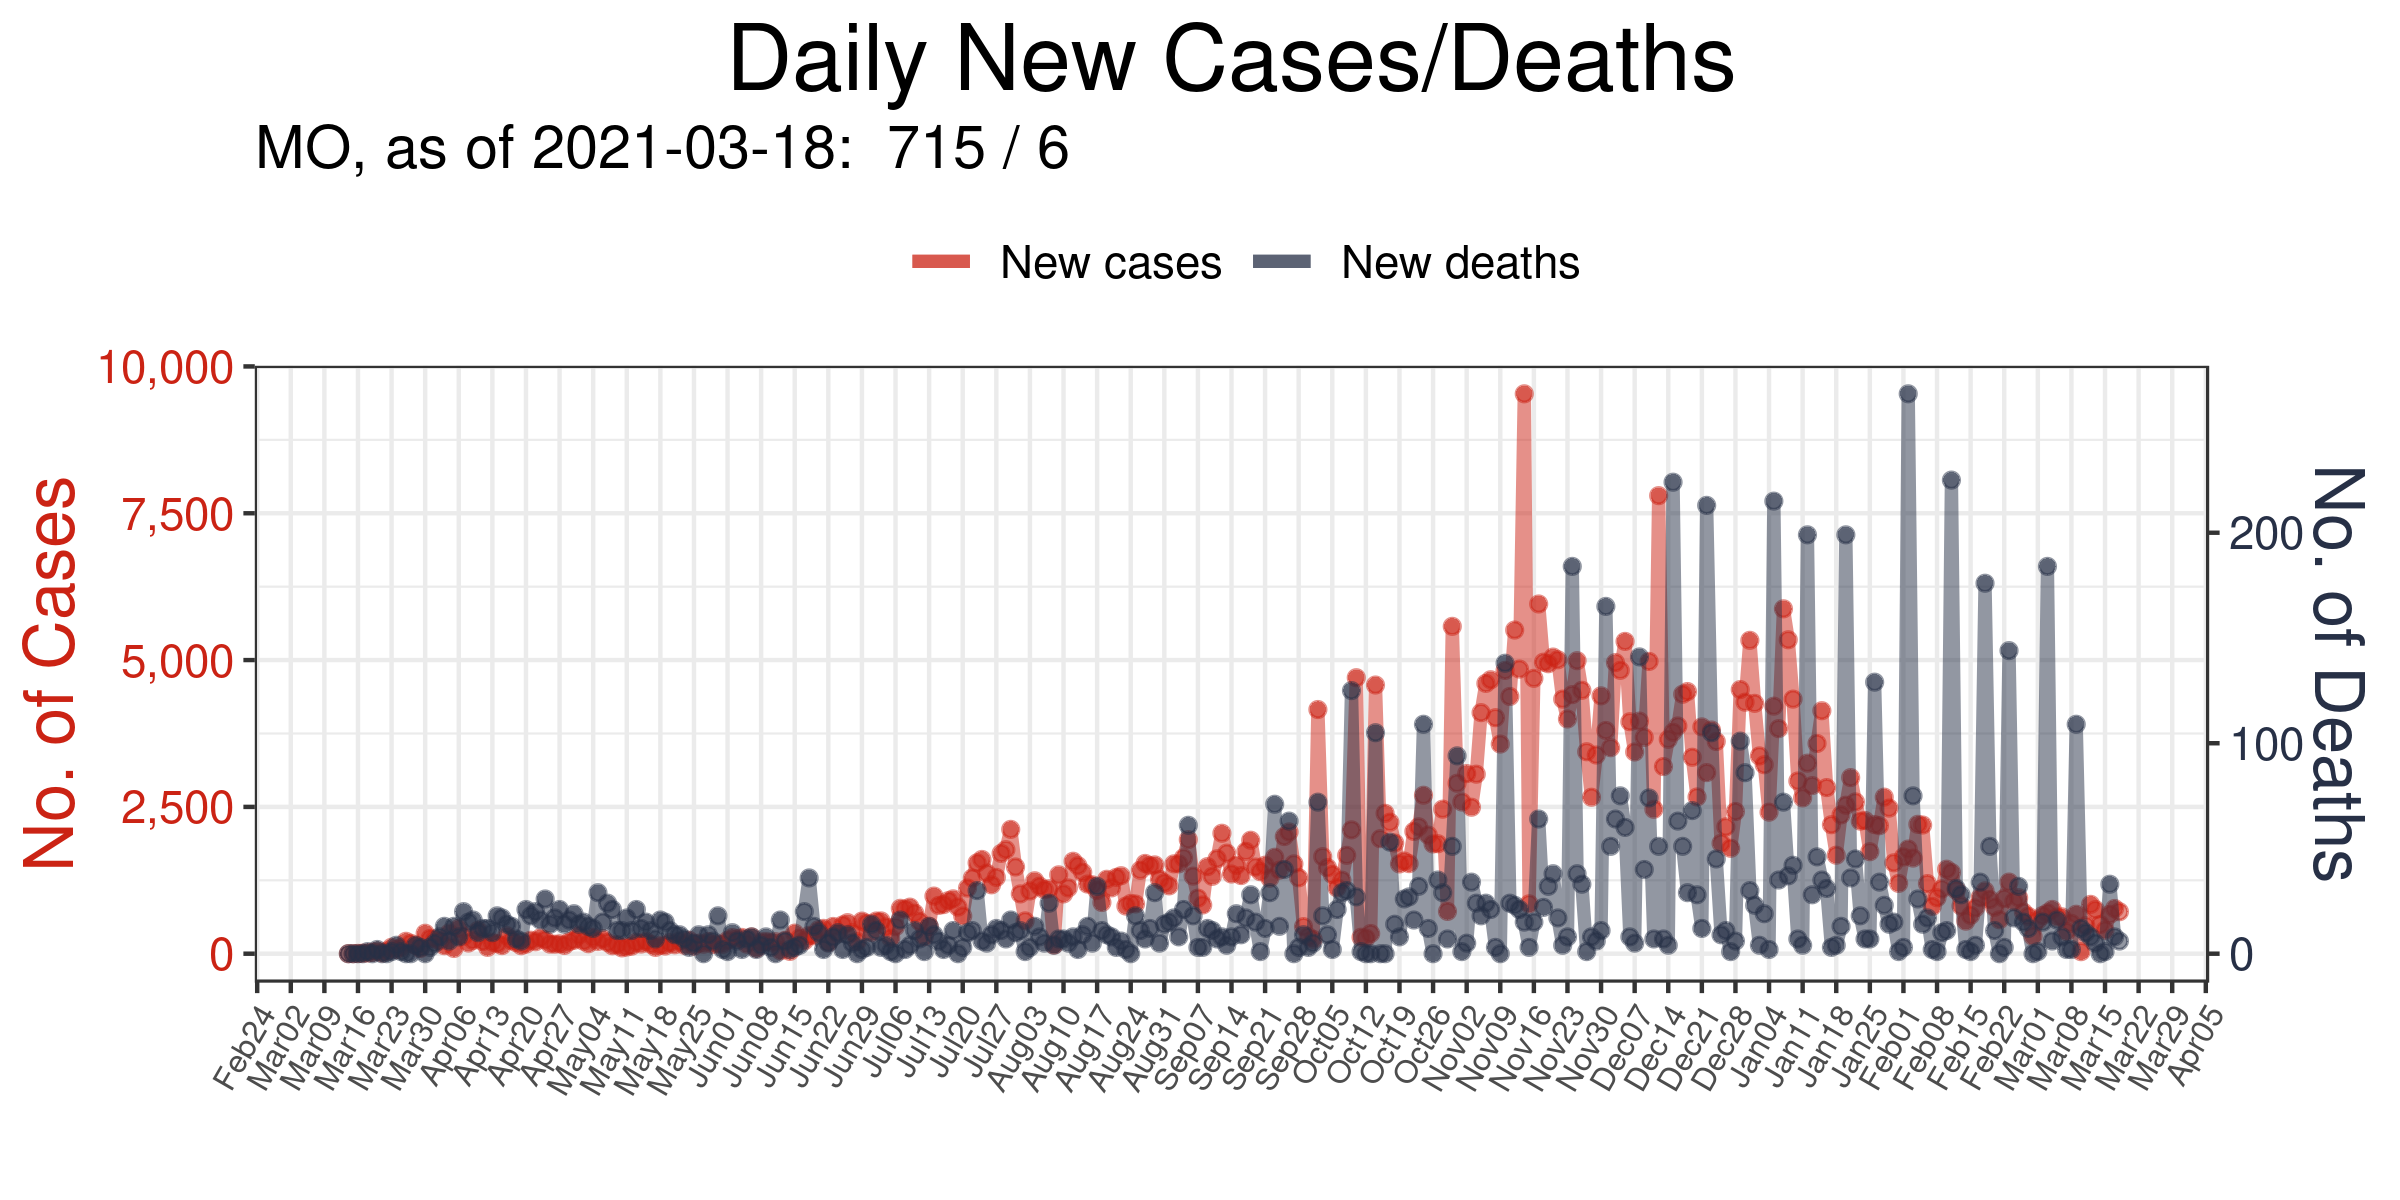 Daily New Cases/Deaths
MO, as of 2021-03-18:  715 / 6
New cases
New deaths
No. of Cases
10,000
7,500
5,000
2,500
0
200
100
0
No. of Deaths
Feb24
Mar02
Mar09
Mar16
Mar23
Mar30
Apr06
Apr13
Apr20
Apr27
May04
May11
May18
May25
Jun01
Jun08
Jun15
Jun22
Jun29
Jul06
Jul13
Jul20
Jul27
Aug03
Aug10
Aug17
Aug24
Aug31
Sep07
Sep14
Sep21
Sep28
Oct05
Oct12
Oct19
Oct26
Nov02
Nov09
Nov16
Nov23
Nov30
Dec07
Dec14
Dec21
Dec28
Dec04
Jan11
Jan18
Jan25
Jan01
Feb08
Feb08
Feb15
Feb22
Mar01
Mar08
Mar15
Mar22
Mar29
Apr05